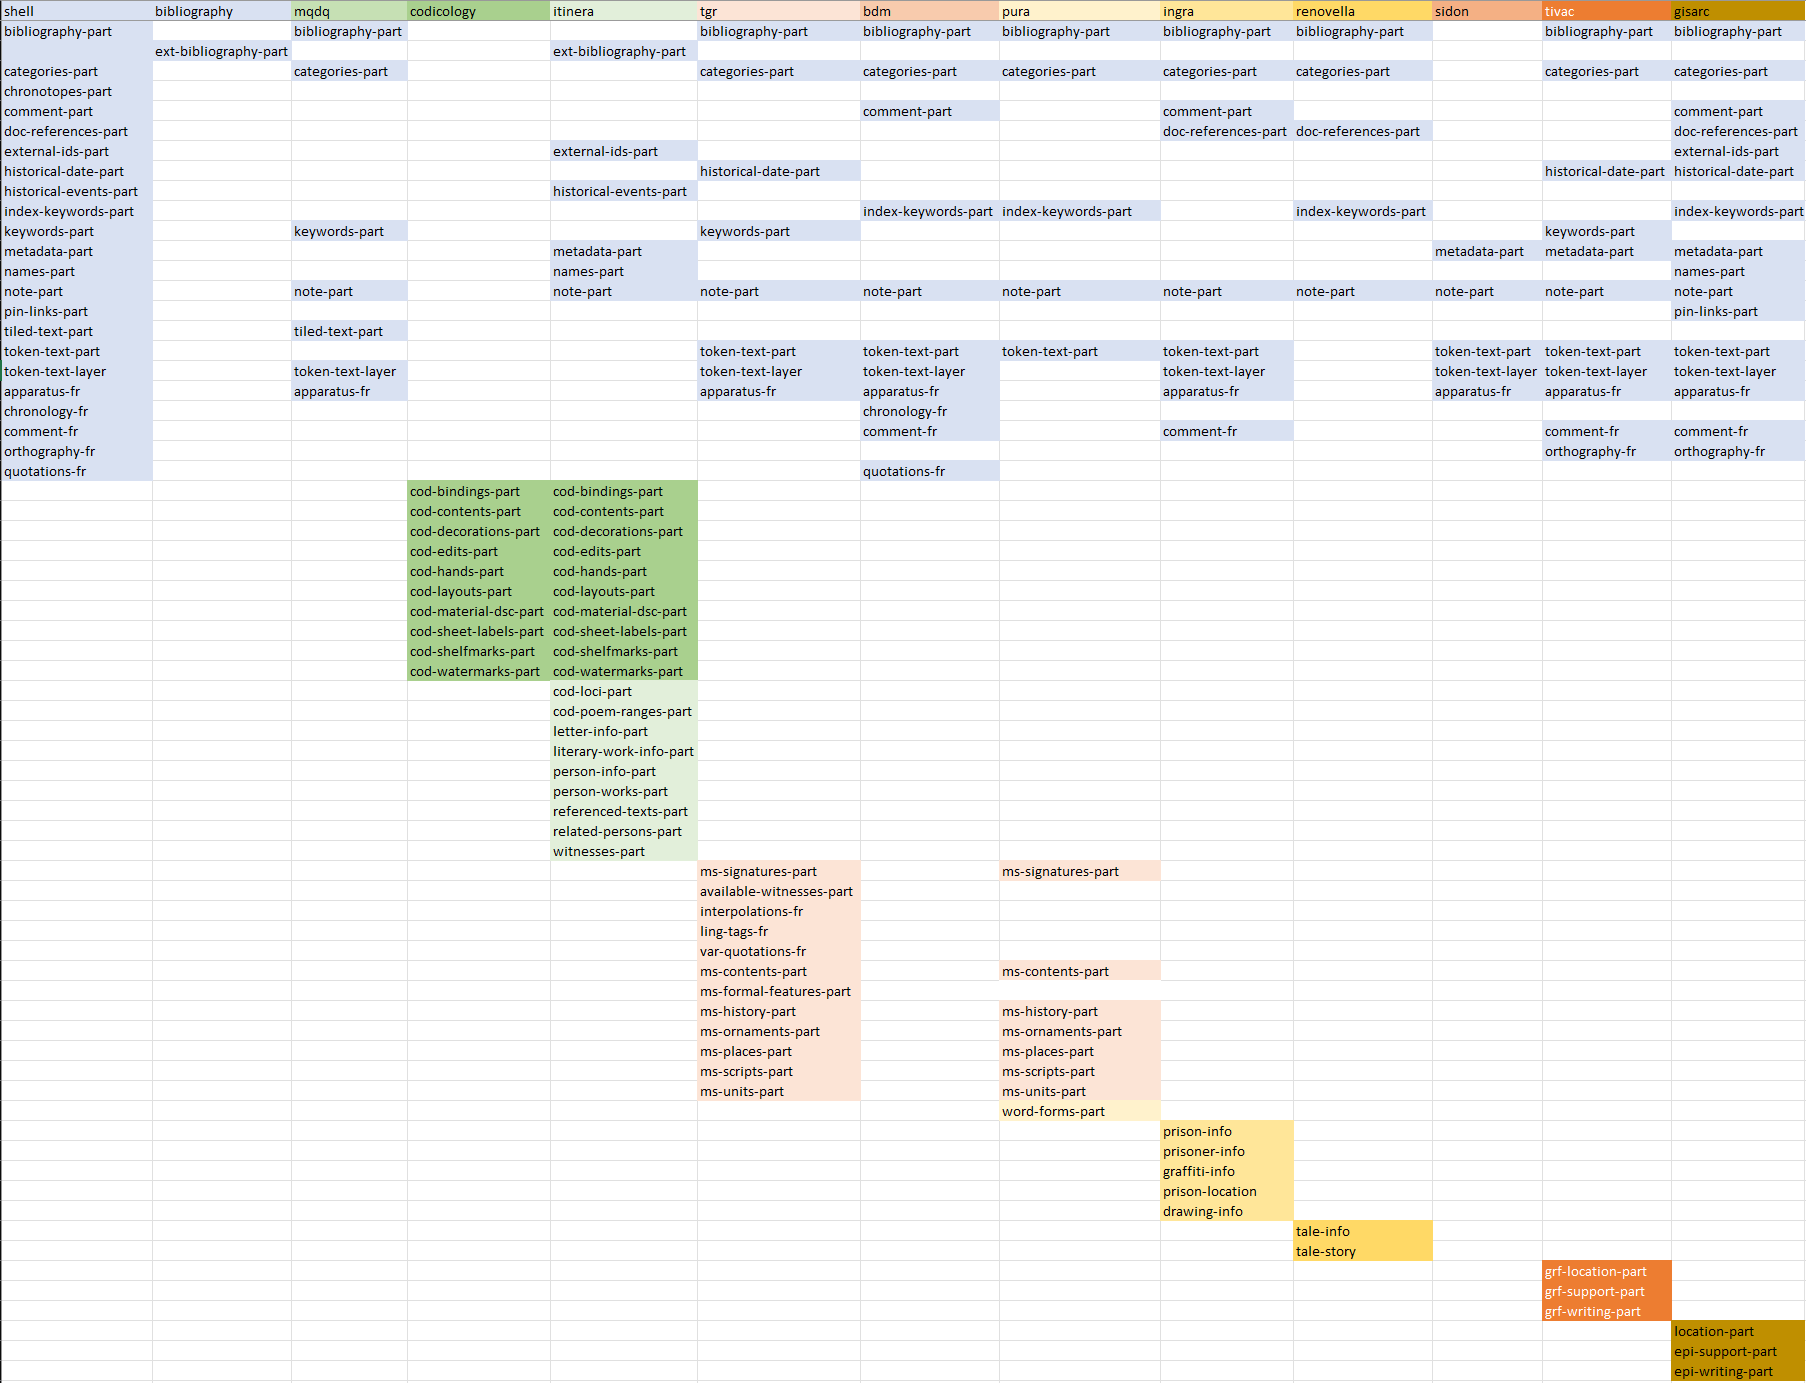 shell bibliography mqdq codicology itinera tgr bdm pura ingra renovella sidon tivac gisarc
bibliography-part bibliography-part bibliography-part bibliography-part bibliography-part bibliography-part bibliography-part bibliography-part bibliography-part
ext-bibliography-part ext-bibliography-part
categories-part categories-part categories-part categories-part categories-part categories-part categories-part categories-part categories-part
chronotopes-part
comment-part comment-part comment-part comment-part
doc-references-part doc-references-part doc-references-part doc-references-part
external-ids-part external-ids-part external-ids-part
historical-date-part historical-date-part historical-date-part historical-date-part
historical-events-part historical-events-part
index-keywords-part index-keywords-part index-keywords-part index-keywords-part index-keywords-part
keywords-part keywords-part keywords-part keywords-part
metadata-part metadata-part metadata-part metadata-part metadata-part
names-part names-part names-part
note-part note-part note-part note-part note-part note-part note-part note-part note-part note-part note-part
pin-links-part pin-links-part
tiled-text-part tiled-text-part
token-text-part token-text-part token-text-part token-text-part token-text-part token-text-part token-text-part token-text-part
token-text-layer token-text-layer token-text-layer token-text-layer token-text-layer token-text-layer token-text-layer token-text-layer
apparatus-fr apparatus-fr apparatus-fr apparatus-fr apparatus-fr apparatus-fr apparatus-fr apparatus-fr
chronology-fr chronology-fr
comment-fr comment-fr comment-fr comment-fr comment-fr
orthography-fr orthography-fr orthography-fr
quotations-fr quotations-fr
cod-bindings-part cod-bindings-part
cod-contents-part cod-contents-part
cod-decorations-part cod-decorations-part
cod-edits-part cod-edits-part
cod-hands-part cod-hands-part
cod-layouts-part cod-layouts-part
cod-material-dsc-part cod-material-dsc-part
cod-sheet-labels-part cod-sheet-labels-part
cod-shelfmarks-part cod-shelfmarks-part
cod-watermarks-part cod-watermarks-part
cod-loci-part
cod-poem-ranges-part
letter-info-part
literary-work-info-part
person-info-part
person-works-part
referenced-texts-part
related-persons-part
witnesses-part
ms-signatures-part ms-signatures-part
available-witnesses-part
interpolations-fr
ling-tags-fr
var-quotations-fr
ms-contents-part ms-contents-part
ms-formal-features-part
ms-history-part ms-history-part
ms-ornaments-part ms-ornaments-part
ms-places-part ms-places-part
ms-scripts-part ms-scripts-part
ms-units-part ms-units-part
word-forms-part
prison-info
prisoner-info
graffiti-info
prison-location
drawing-info
tale-info
tale-story
grf-location-part
grf-support-part
grf-writing-part
location-part
epi-support-part
epi-writing-part